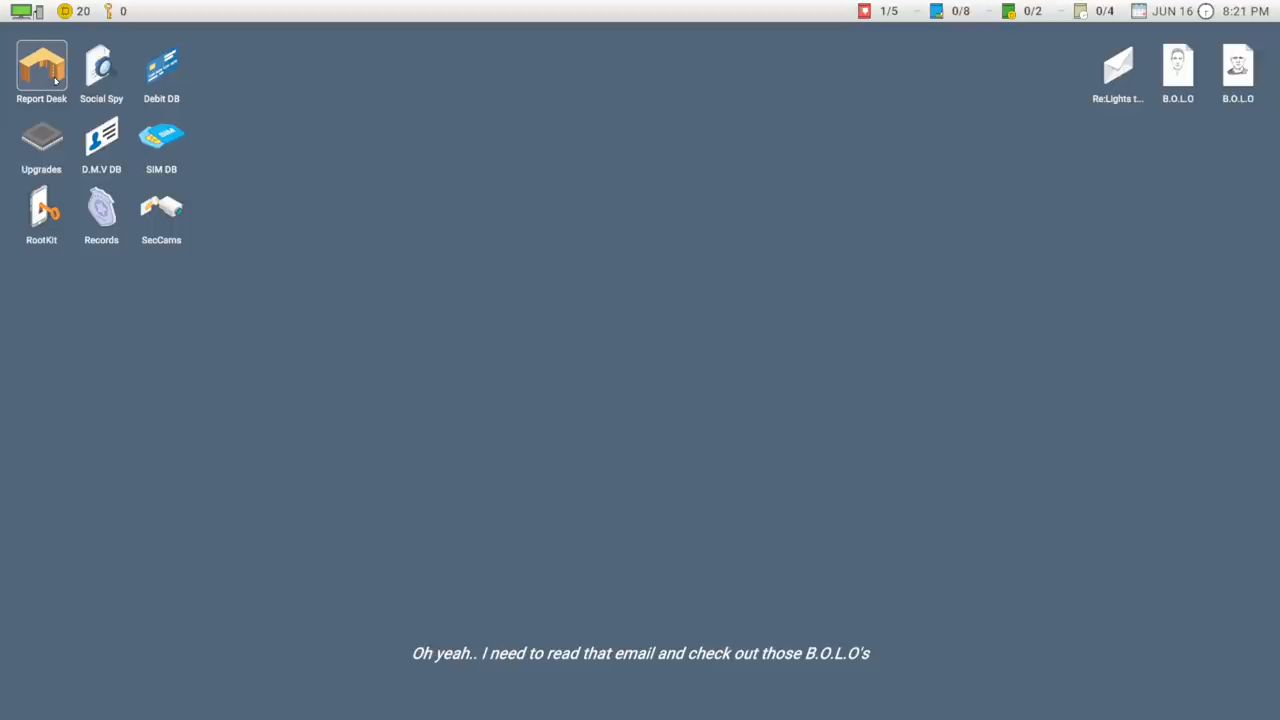 20 0 1/5 0/8 0/2 0/4 JUN 16 8:21 PM
Report Desk Social Spy Debit DB Re:Lights t... B.O.L.O B.O.L.O
Upgrades D.M.V DB SIM DB
RootKit Records SecCams
Oh yeah.. I need to read that email and check out those B.O.L.O's